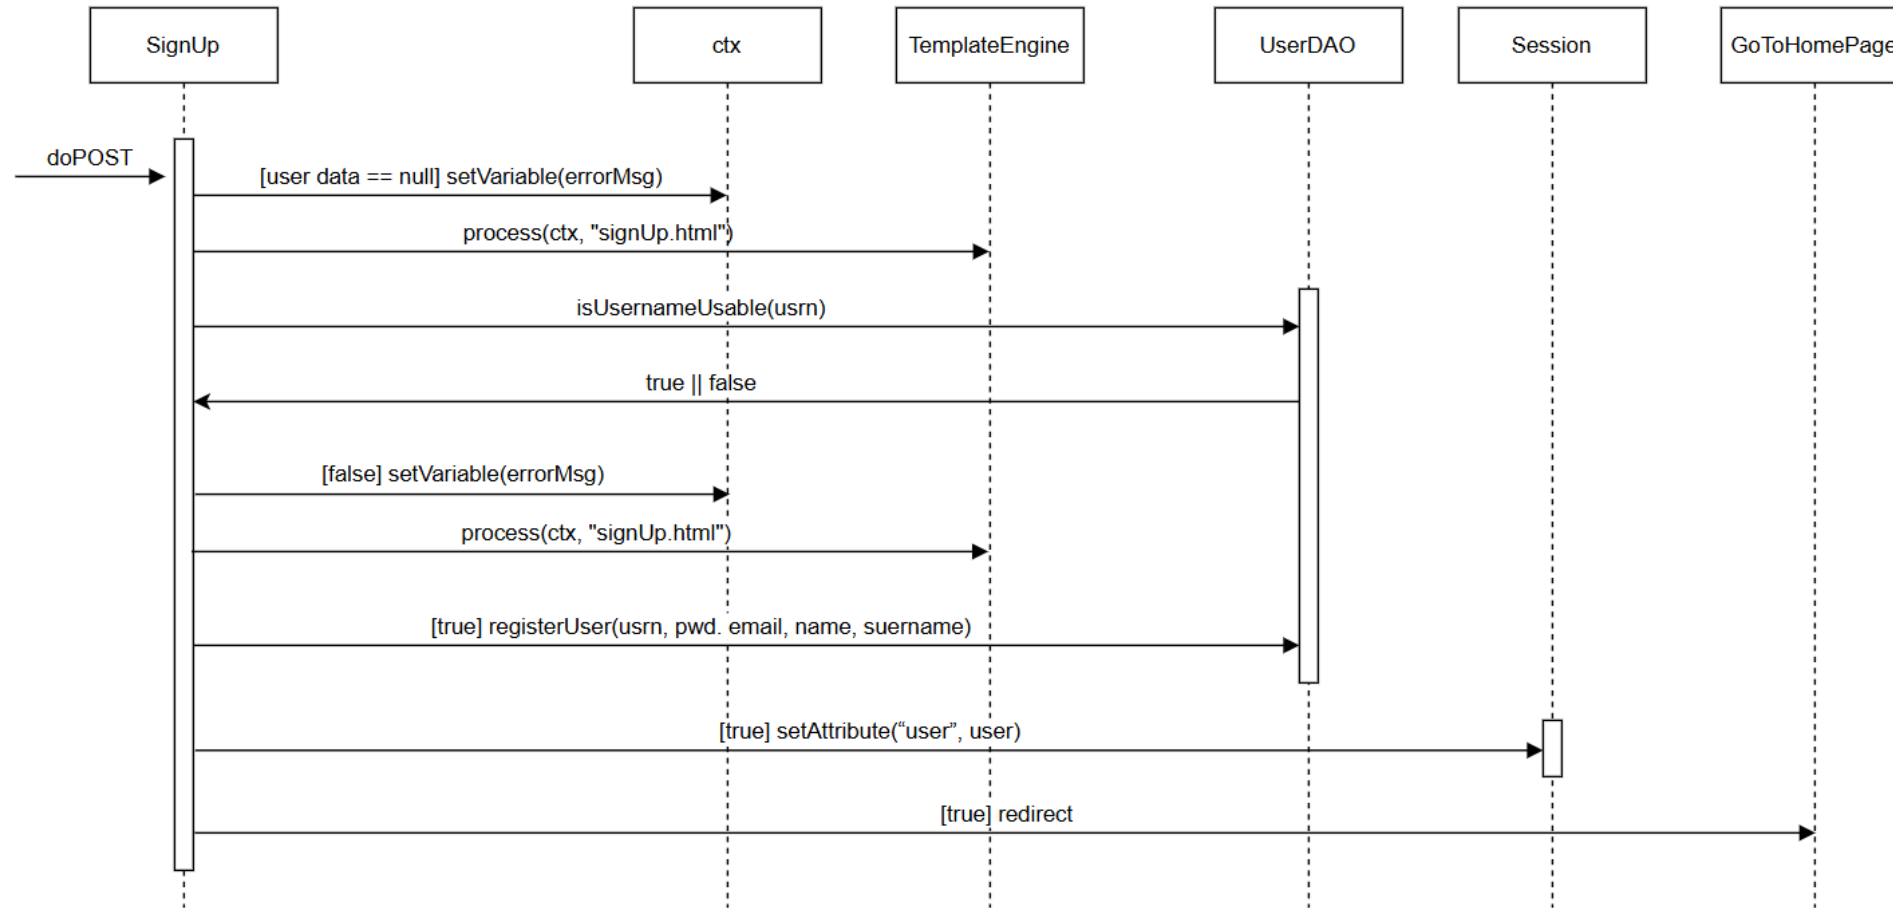 SignUp
ctx
TemplateEngine
UserDAO
Session
GoToHomePage
doPOST
[user data == null] setVariable(errorMsg)
process(ctx, "signUp.html")
isUsernameUsable(usrn)
true || false
[false] setVariable(errorMsg)
process(ctx, "signUp.html")
[true] registerUser(usrn, pwd. email, name, suername)
[true] setAttribute(“user”, user)
[true] redirect